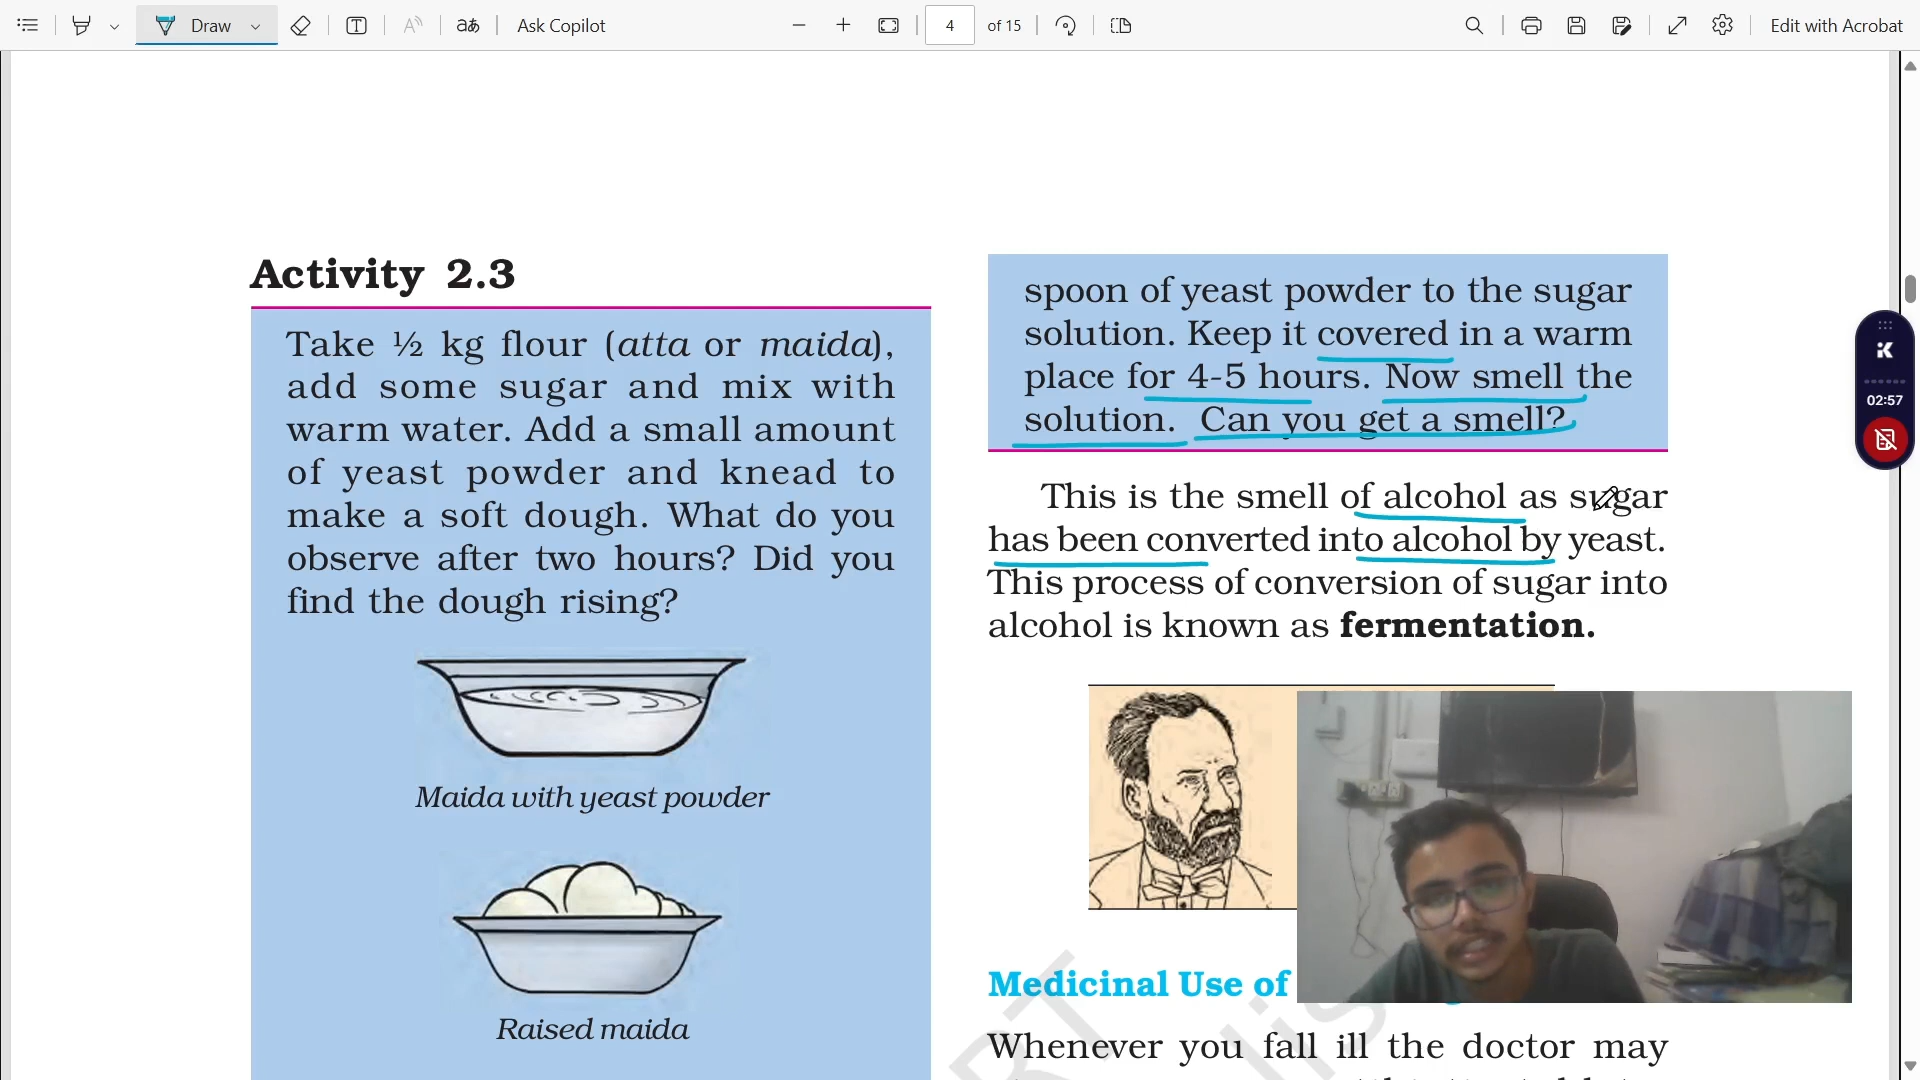 Draw
Ask Copilot
4 of 15
Edit with Acrobat
Activity 2.3
Take ½ kg flour (atta or maida),
add some sugar and mix with
warm water. Add a small amount
of yeast powder and knead to
make a soft dough. What do you
observe after two hours? Did you
find the dough rising?
Maida with yeast powder
Raised maida
spoon of yeast powder to the sugar
solution. Keep it covered in a warm
place for 4-5 hours. Now smell the
solution. Can you get a smell?
This is the smell of alcohol as sugar
has been converted into alcohol by yeast.
This process of conversion of sugar into
alcohol is known as fermentation.
Medicinal Use of
Whenever you fall ill the doctor may
02:57